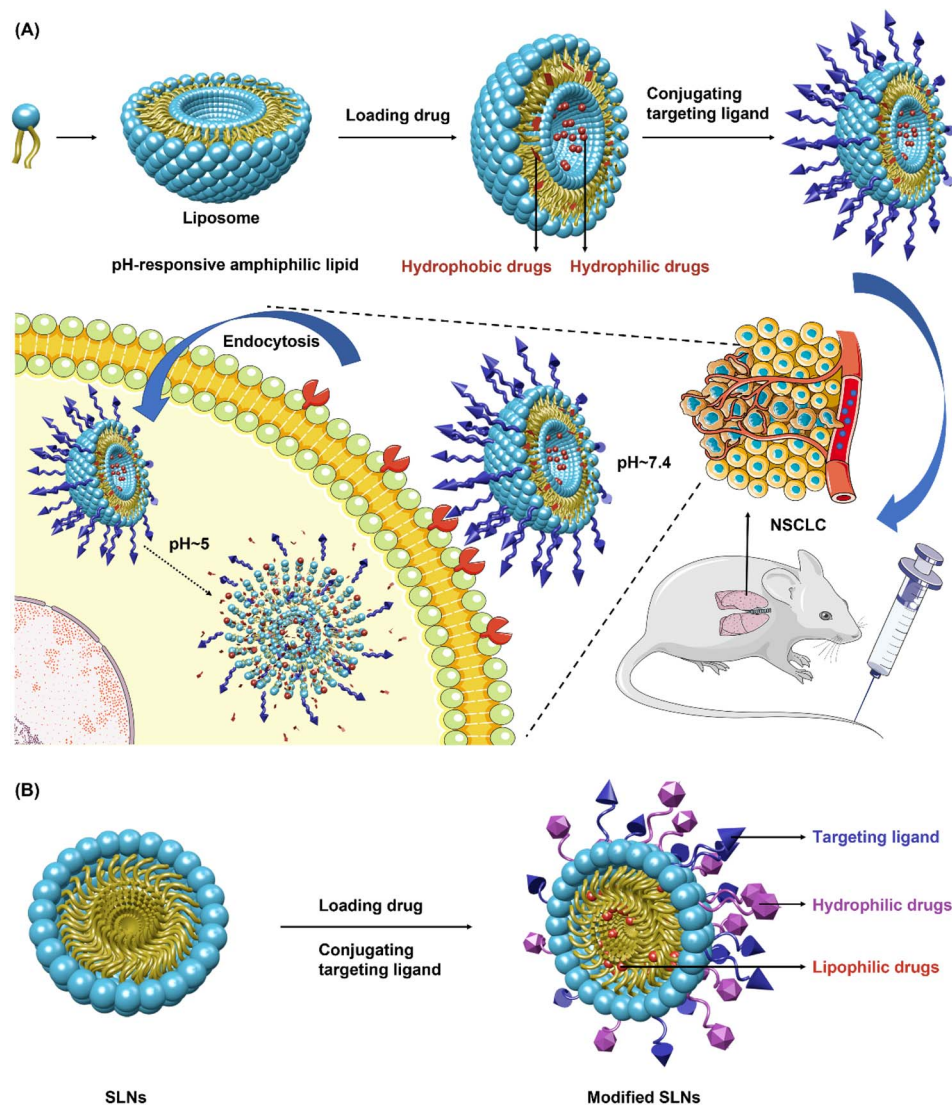 (A)
Loading drug
Conjugating
targeting ligand
Liposome
pH-responsive amphiphilic lipid
Hydrophobic drugs
Hydrophilic drugs
Endocytosis
pH~7.4
pH~5
NSCLC
(B)
Loading drug
Conjugating
targeting ligand
Targeting ligand
Hydrophilic drugs
Lipophilic drugs
SLNs
Modified SLNs